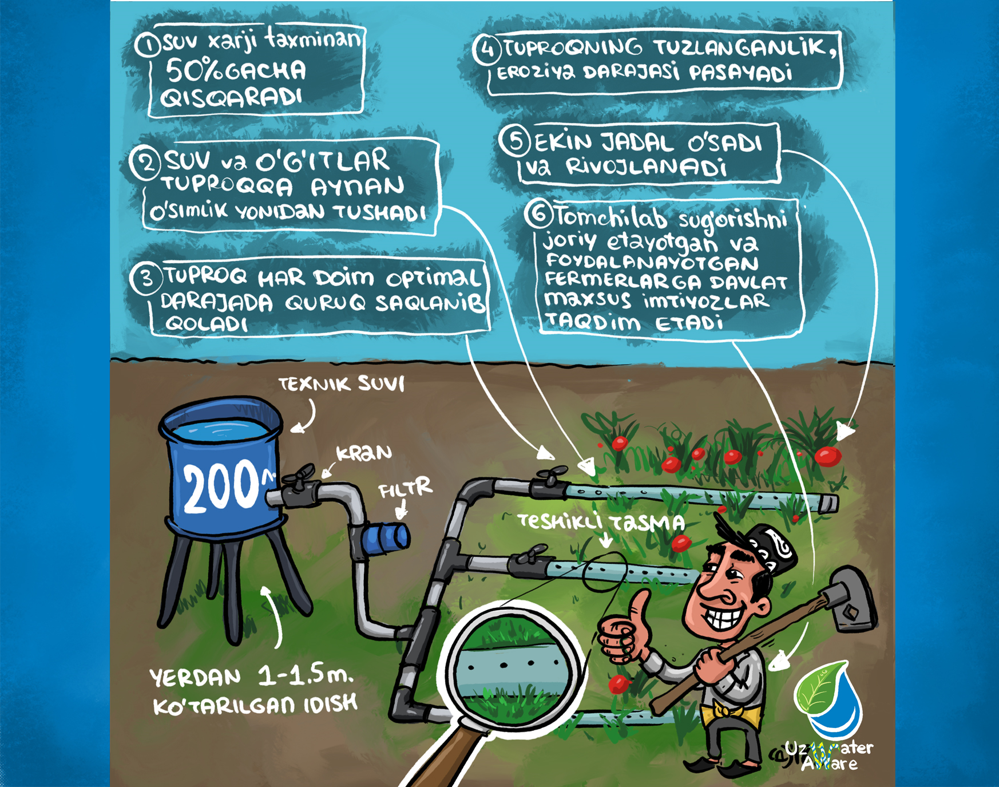 1 SUV xarji taxminan
50% GACHA
QISQARADI
2 SUV va O'G'ITLAR
TUPROQQA AYNAN
O'SIMLIK YONIDAN TUSHADI
3 TUPROQ HAR DOIM OPTIMAL
DARAJADA QURUQ SAQLANIB
QOLADI
4 TUPROQNING TUZLANGANLIK,
EROZIYA DARAJASI PASAYADI
5 EKIN JADAL O'SADI
va RIVOJLANADI
6 Tomchilab sug'orishni
joriy etayotgan va
FOYDALANAYOTGAN
FERMERLARGA DAVLAT
maxsus imtiyozlar
TAQDIM ETADI
TEXNIK SUVI
KRAN
FILTR
200л
TESHIKLI TASMA
YERDAN 1-1.5m.
KO'TARILGAN IDISH
UzWater
AWare